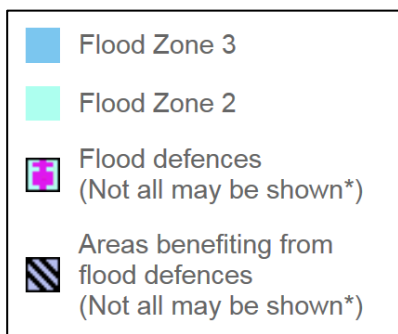 Flood Zone 3
Flood Zone 2
Flood defences
(Not all may be shown*)
Areas benefiting from
flood defences
(Not all may be shown*)